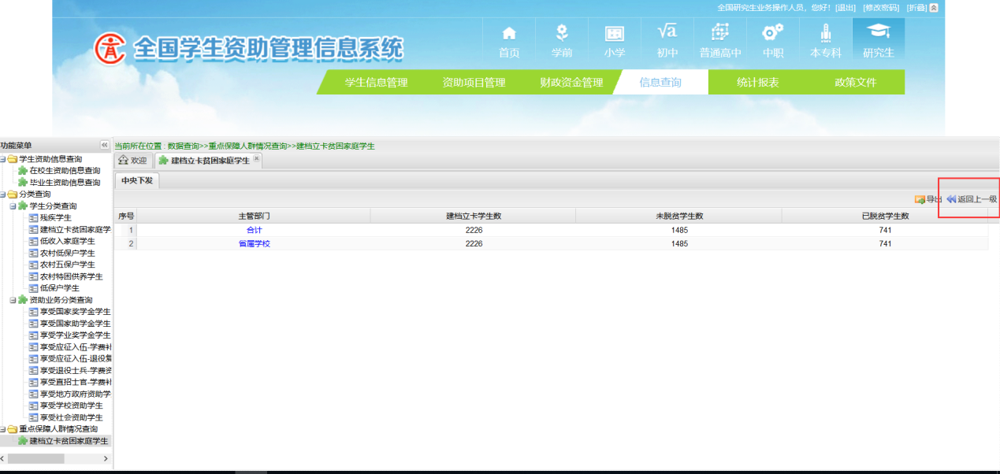 全国研究生业务操作人员，您好! [退出] [修改密码] [折叠]
全国学生资助管理信息系统
首页 学前 小学 初中 普通高中 中职 本专科 研究生
学生信息管理 资助项目管理 财政资金管理 信息查询 统计报表 政策文件
功能菜单
当前所在位置 : 数据查询>>重点保障人群情况查询>>建档立卡贫困家庭学生
欢迎 建档立卡贫困家庭学生
中央下发
导出 返回上一级
序号 主管部门 建档立卡学生数 未脱贫学生数 已脱贫学生数
1 合计 2226 1485 741
2 省属学校 2226 1485 741
学生资助信息查询
在校生资助信息查询
毕业生资助信息查询
分类查询
学生分类查询
残疾学生
建档立卡贫困家庭学
低收入家庭学生
农村低保户学生
农村五保户学生
农村特困供养学生
低保户学生
资助业务分类查询
享受国家奖学金学生
享受国家助学金学生
享受学业奖学金学生
享受应征入伍-学费补
享受应征入伍-退役复
享受退役士兵-学费资
享受直招士官-学费补
享受地方政府资助学
享受学校资助学生
享受社会资助学生
重点保障人群情况查询
建档立卡贫困家庭学生